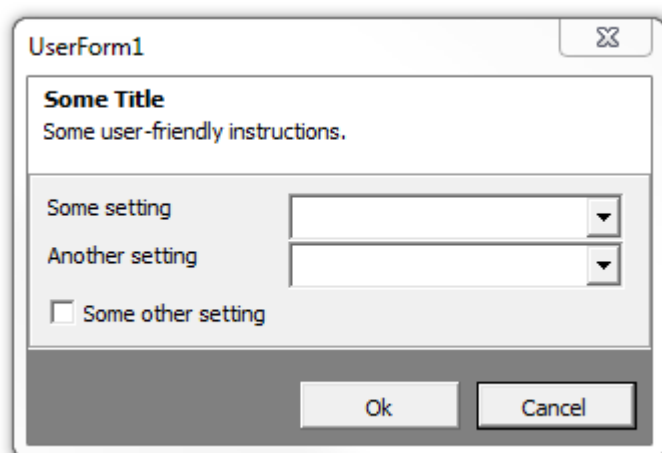 UserForm1
Some Title
Some user-friendly instructions.
Some setting
Another setting
Some other setting
Ok Cancel